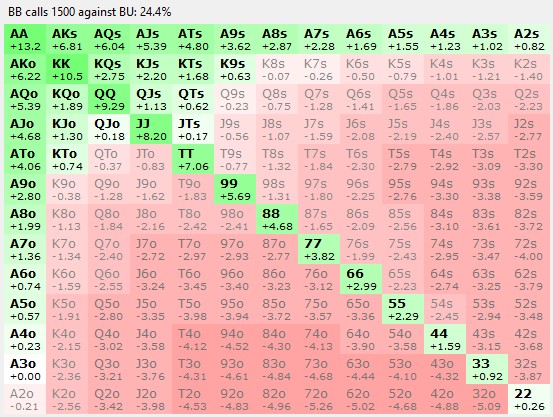 BB calls 1500 against BU: 24.4%
AA AKs AQs AJs ATs A9s A8s A7s A6s A5s A4s A3s A2s
+13.2 +6.81 +6.04 +5.39 +4.80 +3.62 +2.87 +2.28 +1.69 +1.55 +1.23 +1.02 +0.82
AKo KK KQs KJs KTs K9s K8s K7s K6s K5s K4s K3s K2s
+6.22 +10.5 +2.75 +2.20 +1.68 +0.63 -0.07 -0.26 -0.50 -0.79 -1.01 -1.21 -1.40
AQo KQo QQ QJs QTs Q9s Q8s Q7s Q6s Q5s Q4s Q3s Q2s
+5.39 +1.89 +9.29 +1.13 +0.62 -0.23 -0.75 -1.28 -1.41 -1.65 -1.86 -2.03 -2.23
AJo KJo QJo JJ JTs J9s J8s J7s J6s J5s J4s J3s J2s
+4.68 +1.30 +0.18 +8.20 +0.17 -0.56 -1.07 -1.59 -2.08 -2.19 -2.40 -2.57 -2.77
ATo KTo QTo JTo TT T9s T8s T7s T6s T5s T4s T3s T2s
+4.06 +0.74 -0.37 -0.83 +7.06 -0.77 -1.32 -1.84 -2.30 -2.79 -2.92 -3.09 -3.30
A9o K9o Q9o J9o T9o 99 98s 97s 96s 95s 94s 93s 92s
+2.80 -0.38 -1.28 -1.62 -1.83 +5.69 -1.31 -1.80 -2.25 -2.76 -3.30 -3.38 -3.59
A8o K8o Q8o J8o T8o 98o 88 87s 86s 85s 84s 83s 82s
+1.99 -1.13 -1.84 -2.16 -2.42 -2.41 +4.68 -1.65 -2.09 -2.56 -3.10 -3.61 -3.72
A7o K7o Q7o J7o T7o 97o 87o 77 76s 75s 74s 73s 72s
+1.36 -1.34 -2.40 -2.72 -2.97 -2.93 -2.77 +3.82 -1.99 -2.43 -2.95 -3.47 -4.00
A6o K6o Q6o J6o T6o 96o 86o 76o 66 65s 64s 63s 62s
+0.74 -1.59 -2.55 -3.24 -3.45 -3.40 -3.23 -3.12 +2.99 -2.23 -2.74 -3.25 -3.79
A5o K5o Q5o J5o T5o 95o 85o 75o 65o 55 54s 53s 52s
+0.57 -1.91 -2.80 -3.35 -3.98 -3.94 -3.72 -3.57 -3.36 +2.29 -2.45 -2.94 -3.48
A4o K4o Q4o J4o T4o 94o 84o 74o 64o 54o 44 43s 42s
+0.23 -2.15 -3.02 -3.58 -4.12 -4.52 -4.30 -4.13 -3.90 -3.58 +1.59 -3.15 -3.68
A3o K3o Q3o J3o T3o 93o 83o 73o 63o 53o 43o 33 32s
+0.00 -2.36 -3.21 -3.76 -4.31 -4.61 -4.84 -4.68 -4.44 -4.10 -4.32 +0.92 -3.87
A2o K2o Q2o J2o T2o 92o 82o 72o 62o 52o 42o 32o 22
-0.21 -2.56 -3.42 -3.98 -4.53 -4.83 -4.96 -5.26 -5.02 -4.68 -4.88 -5.09 +0.26